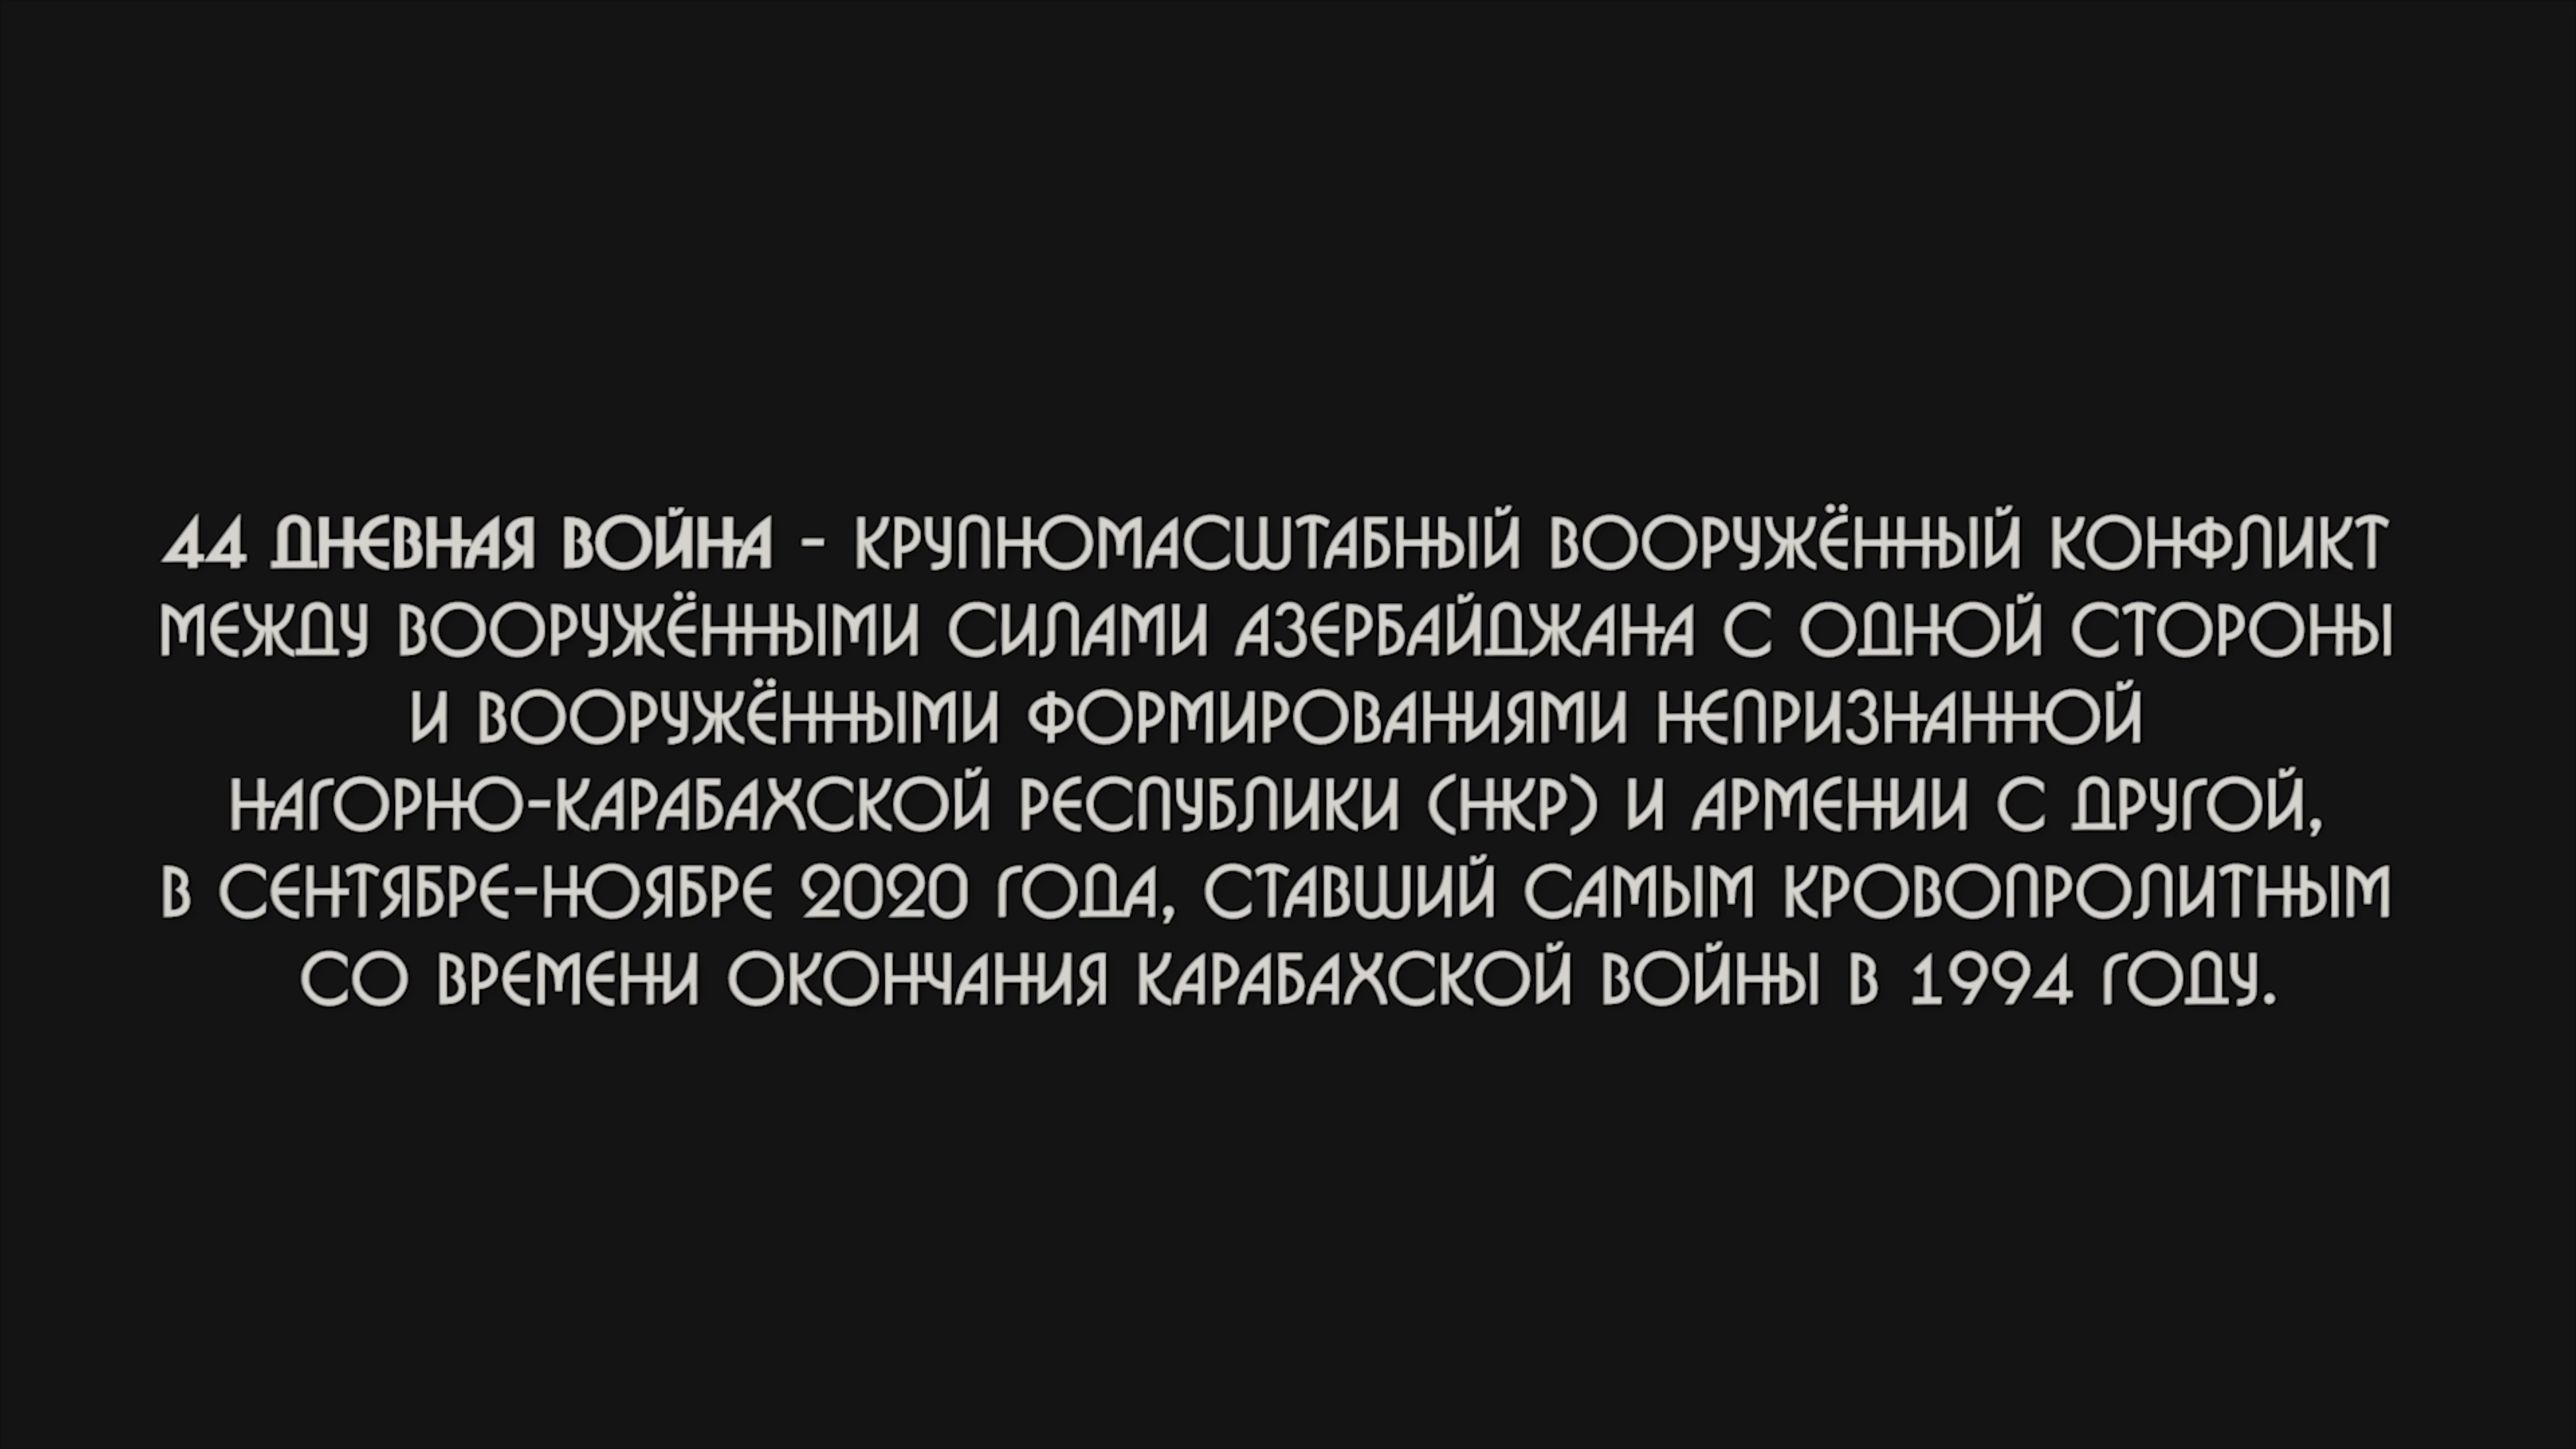 44 ДНЕВНАЯ ВОЙНА - КРУПНОМАСШТАБНЫЙ ВООРУЖЁННЫЙ КОНФЛИКТ
МЕЖДУ ВООРУЖЁННЫМИ СИЛАМИ АЗЕРБАЙДЖАНА С ОДНОЙ СТОРОНЫ
И ВООРУЖЁННЫМИ ФОРМИРОВАНИЯМИ НЕПРИЗНАННОЙ
НАГОРНО-КАРАБАХСКОЙ РЕСПУБЛИКИ (НКР) И АРМЕНИИ С ДРУГОЙ,
В СЕНТЯБРЕ-НОЯБРЕ 2020 ГОДА, СТАВШИЙ САМЫМ КРОВОПРОЛИТНЫМ
СО ВРЕМЕНИ ОКОНЧАНИЯ КАРАБАХСКОЙ ВОЙНЫ В 1994 ГОДУ.